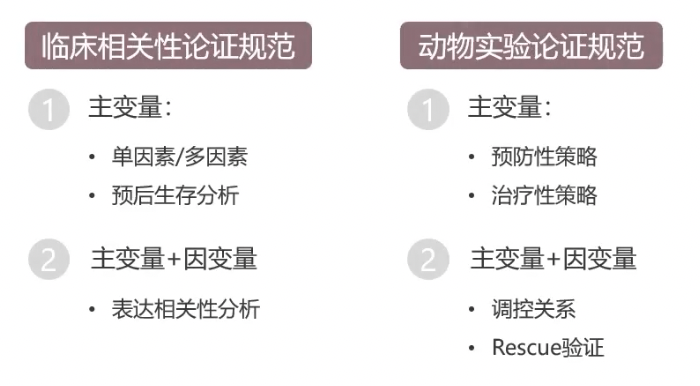 临床相关性论证规范
1 主变量：
• 单因素/多因素
• 预后生存分析
2 主变量+因变量
• 表达相关性分析
动物实验论证规范
1 主变量：
• 预防性策略
• 治疗性策略
2 主变量+因变量
• 调控关系
• Rescue验证